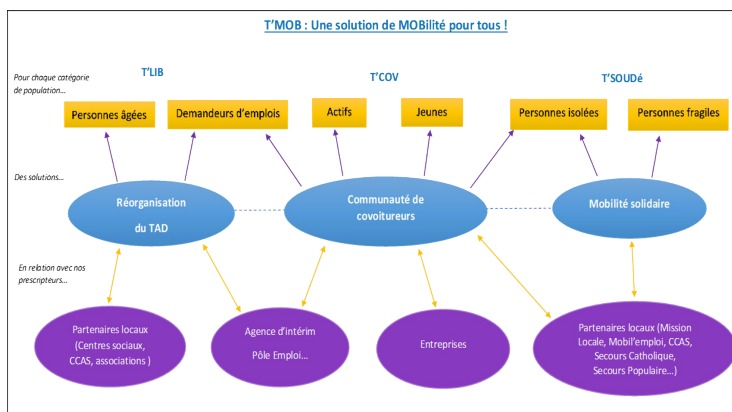 T'MOB : Une solution de MOBilité pour tous !
T'LIB
T'COV
T'SOUDé
Pour chaque catégorie
de population…
Personnes âgées
Demandeurs d'emplois
Actifs
Jeunes
Personnes isolées
Personnes fragiles
Des solutions…
Réorganisation
du TAD
Communauté de
covoitureurs
Mobilité solidaire
En relation avec nos
prescripteurs…
Partenaires locaux
(Centres sociaux,
CCAS, associations )
Agence d'intérim
Pôle Emploi…
Entreprises
Partenaires locaux (Mission
Locale, Mobil'emploi, CCAS,
Secours Catholique,
Secours Populaire…)